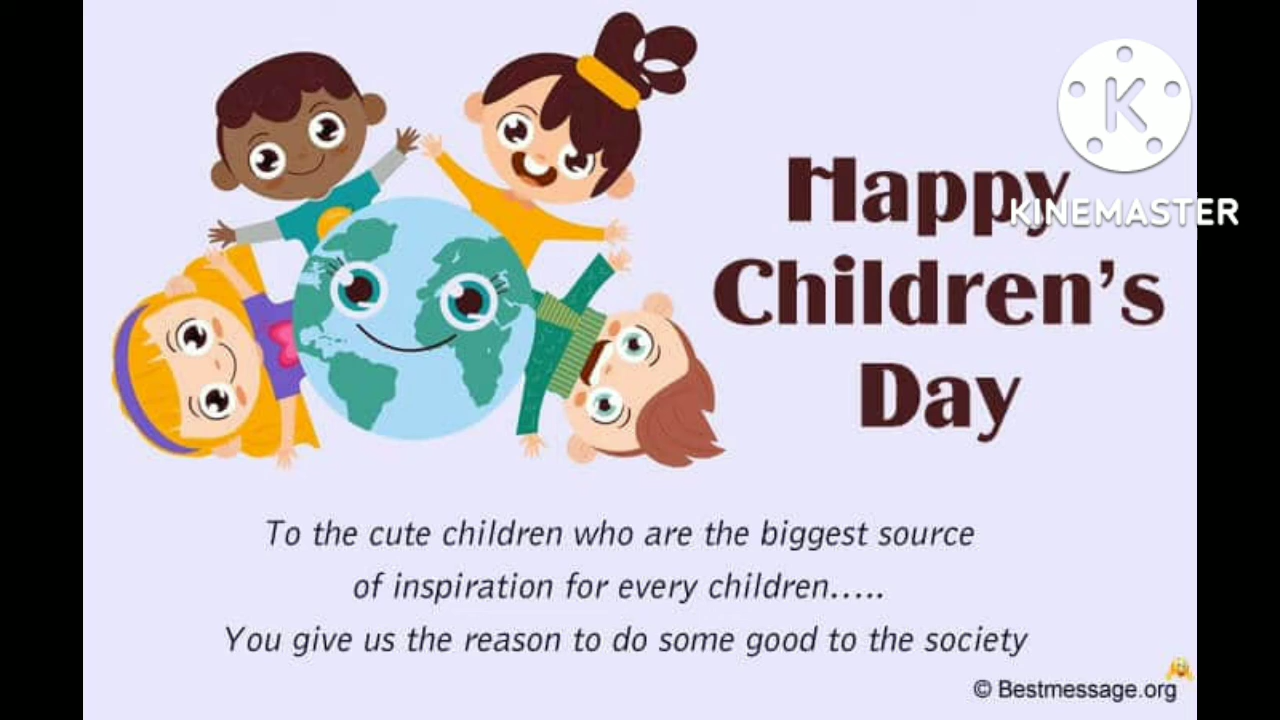 Happy
Children's
Day
K
KINEMASTER
To the cute children who are the biggest source
of inspiration for every children.....
You give us the reason to do some good to the society
© Bestmessage.org